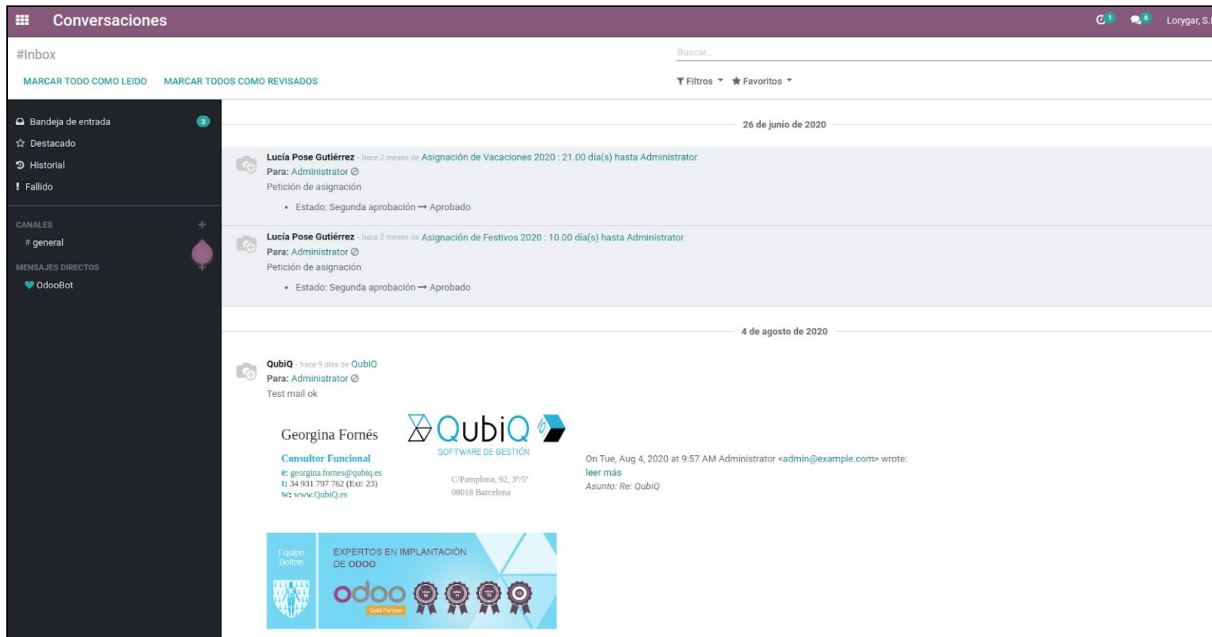 Conversaciones
1
6
Lorygar, S.
#Inbox
Buscar...
MARCAR TODO COMO LEIDO MARCAR TODOS COMO REVISADOS
Filtros Favoritos
Bandeja de entrada 3
Destacado
Historial
Fallido
CANALES
# general
MENSAJES DIRECTOS
OdooBot
26 de junio de 2020
Lucía Pose Gutiérrez - hace 2 meses de Asignación de Vacaciones 2020 : 21.00 día(s) hasta Administrator
Para: Administrator
Petición de asignación
• Estado: Segunda aprobación → Aprobado
Lucía Pose Gutiérrez - hace 2 meses de Asignación de Festivos 2020 : 10.00 día(s) hasta Administrator
Para: Administrator
Petición de asignación
• Estado: Segunda aprobación → Aprobado
4 de agosto de 2020
QubiQ - hace 9 días de QubiQ
Para: Administrator
Test mail ok
Georgina Fornés
Consultor Funcional
e: georgina.fornes@qubiq.es
t: 34 931 797 762 (Ext: 23)
w: www.QubiQ.es
QubiQ
SOFTWARE DE GESTIÓN
C/Pamplona, 92, 3º/5ª
08018 Barcelona
On Tue, Aug 4, 2020 at 9:57 AM Administrator <admin@example.com> wrote:
leer más
Asunto: Re: QubiQ
Equipo
EXPERTOS EN IMPLANTACIÓN
DE ODOO
odoo
Gold Partner